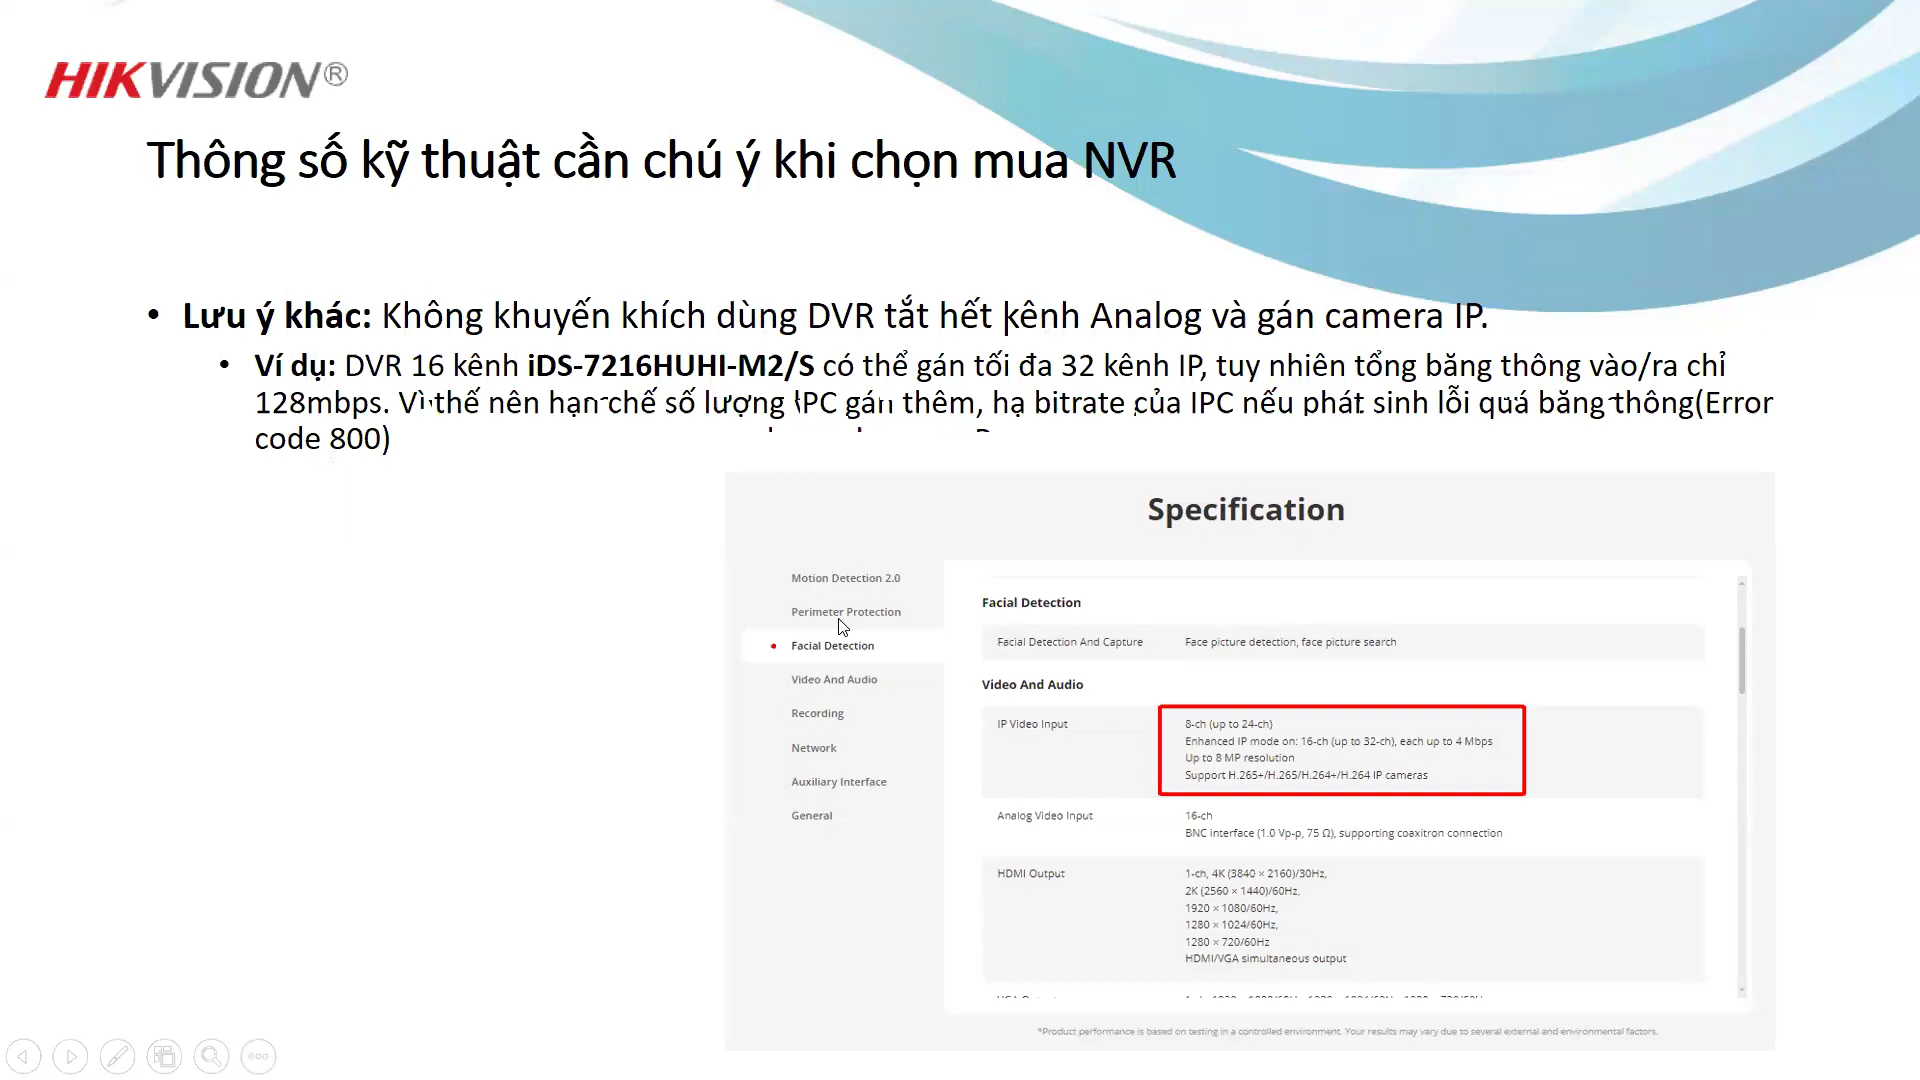 HIKVISION®
Thông số kỹ thuật cần chú ý khi chọn mua NVR
• Lưu ý khác: Không khuyến khích dùng DVR tắt hết kênh Analog và gán camera IP.
• Ví dụ: DVR 16 kênh iDS-7216HUHI-M2/S có thể gán tối đa 32 kênh IP, tuy nhiên tổng băng thông vào/ra chỉ
128mbps. Vì thế nên hạn chế số lượng IPC gán thêm, hạ bitrate của IPC nếu phát sinh lỗi quá băng thông(Error
code 800)
Specification
Motion Detection 2.0
Perimeter Protection
Facial Detection
Video And Audio
Recording
Network
Auxiliary Interface
General
Facial Detection
Facial Detection And Capture Face picture detection, face picture search
Video And Audio
IP Video Input 8-ch (up to 24-ch)
Enhanced IP mode on: 16-ch (up to 32-ch), each up to 4 Mbps
Up to 8 MP resolution
Support H.265+/H.265/H.264+/H.264 IP cameras
Analog Video Input 16-ch
BNC interface (1.0 Vp-p, 75 Ω), supporting coaxitron connection
HDMI Output 1-ch, 4K (3840 × 2160)/30Hz,
2K (2560 × 1440)/60Hz,
1920 × 1080/60Hz,
1280 × 1024/60Hz,
1280 × 720/60Hz
HDMI/VGA simultaneous output
*Product performance is based on testing in a controlled environment. Your results may vary due to several external and environmental factors.